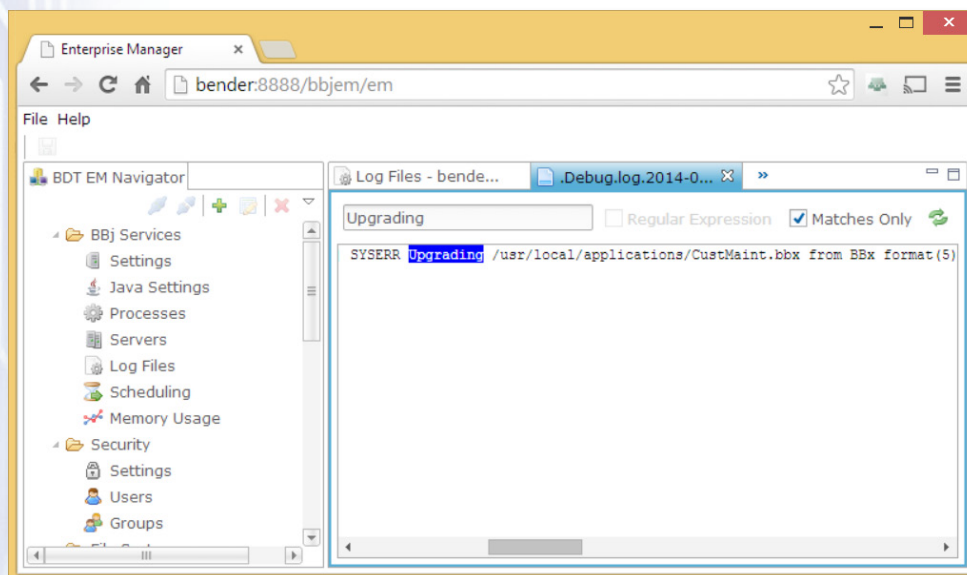 Enterprise Manager
bender:8888/bbjem/em
File Help
BDT EM Navigator
BBj Services
Settings
Java Settings
Processes
Servers
Log Files
Scheduling
Memory Usage
Security
Settings
Users
Groups
Log Files - bende...
.Debug.log.2014-0...
Upgrading
Regular Expression
Matches Only
SYSERR Upgrading /usr/local/applications/CustMaint.bbx from BBx format(5)